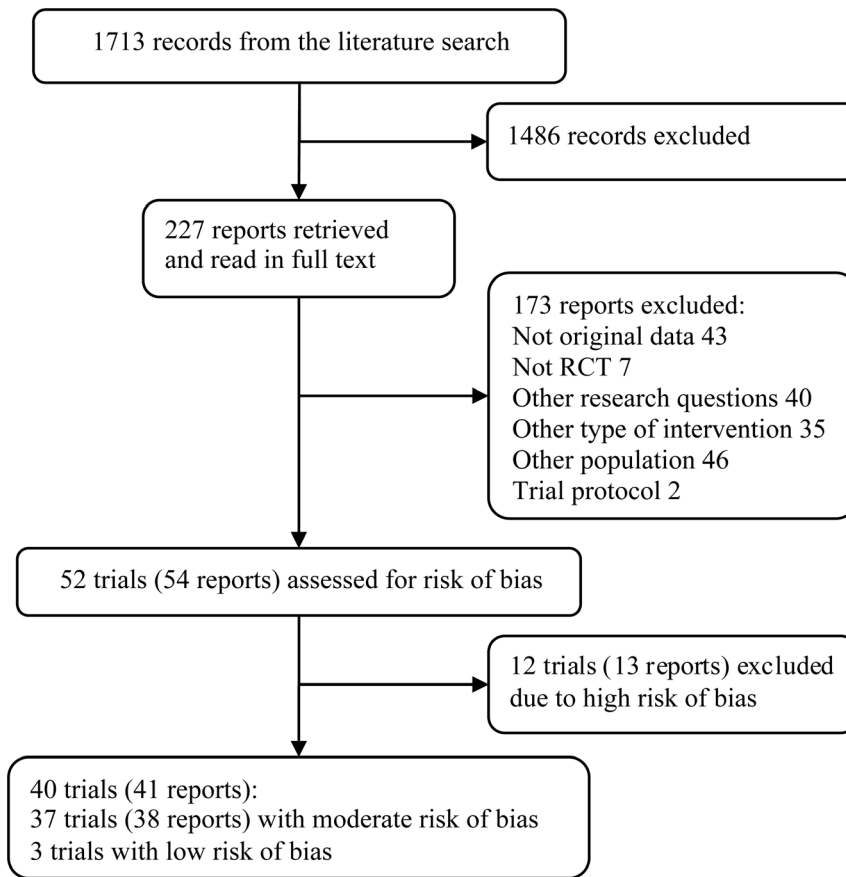 1713 records from the literature search
1486 records excluded
227 reports retrieved
and read in full text
173 reports excluded:
Not original data 43
Not RCT 7
Other research questions 40
Other type of intervention 35
Other population 46
Trial protocol 2
52 trials (54 reports) assessed for risk of bias
12 trials (13 reports) excluded
due to high risk of bias
40 trials (41 reports):
37 trials (38 reports) with moderate risk of bias
3 trials with low risk of bias